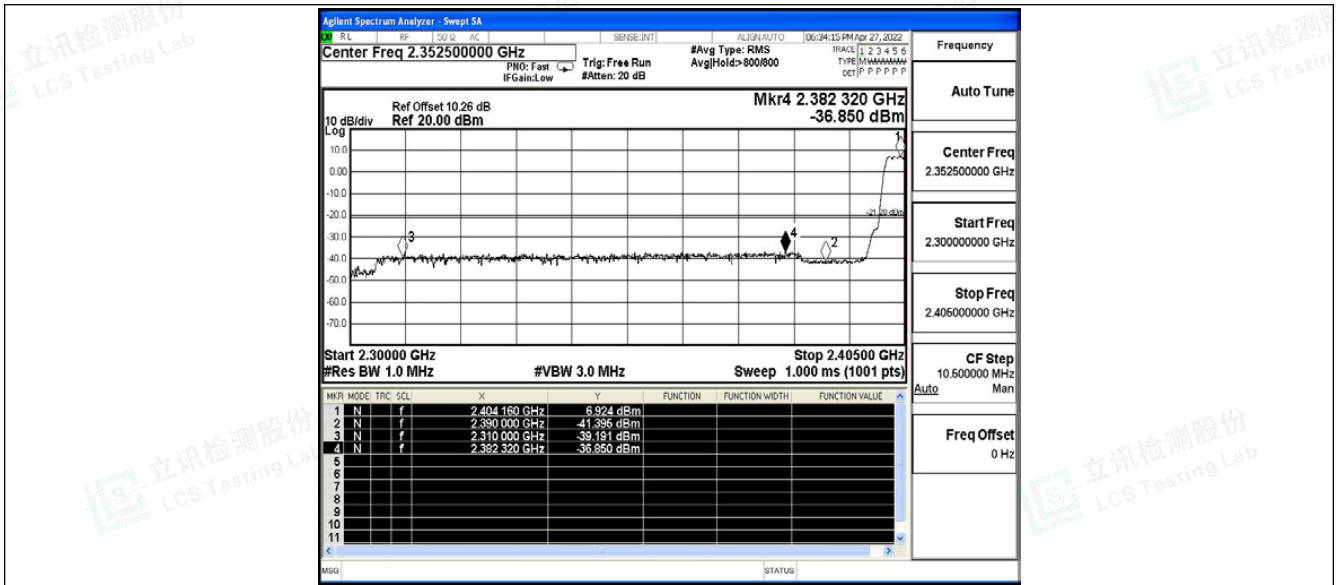 Agilent Spectrum Analyzer - Swept SA
RL RF 50 Ω AC SENSE:INT ALIGNAUTO 06:34:15 PM Apr 27, 2022
Center Freq 2.352500000 GHz
PNO: Fast
IFGain:Low
Trig: Free Run
#Atten: 20 dB
#Avg Type: RMS
Avg|Hold:>800/800
TRACE 1 2 3 4 5 6
TYPE M
DET P P P P P P
Ref Offset 10.26 dB
10 dB/div Ref 20.00 dBm
Log
Mkr4 2.382 320 GHz
-36.850 dBm
10.0
0.00
-10.0
-20.0
-30.0
-40.0
-50.0
-60.0
-70.0
1
-21.20 dBm
3
4
2
Start 2.30000 GHz Stop 2.40500 GHz
#Res BW 1.0 MHz #VBW 3.0 MHz Sweep 1.000 ms (1001 pts)
MKR MODE TRC SCL X Y FUNCTION FUNCTION WIDTH FUNCTION VALUE
1 N f 2.404 160 GHz 6.924 dBm
2 N f 2.390 000 GHz -41.395 dBm
3 N f 2.310 000 GHz -39.191 dBm
4 N f 2.382 320 GHz -36.850 dBm
5
6
7
8
9
10
11
MSG STATUS
Frequency
Auto Tune
Center Freq
2.352500000 GHz
Start Freq
2.300000000 GHz
Stop Freq
2.405000000 GHz
CF Step
10.500000 MHz
Auto Man
Freq Offset
0 Hz
立讯检测股份
LCS Testing Lab
立讯检测股份
LCS Testing Lab
立讯检测股份
LCS Testing Lab
立讯检测股份
LCS Testing Lab